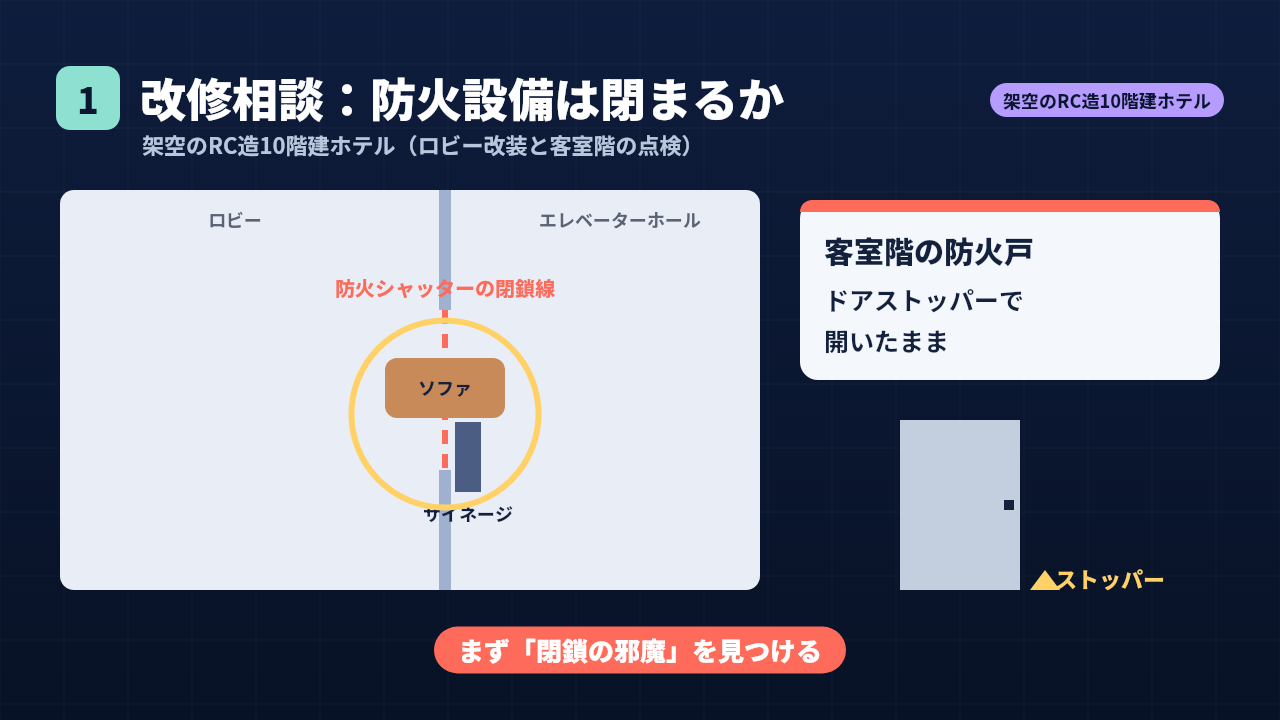 1
改修相談：防火設備は閉まるか
架空のRC造10階建ホテル
架空のRC造10階建ホテル（ロビー改装と客室階の点検）
ロビー
エレベーターホール
防火シャッターの閉鎖線
ソファ
サイネージ
客室階の防火戸
ドアストッパーで
開いたまま
ストッパー
まず「閉鎖の邪魔」を見つける